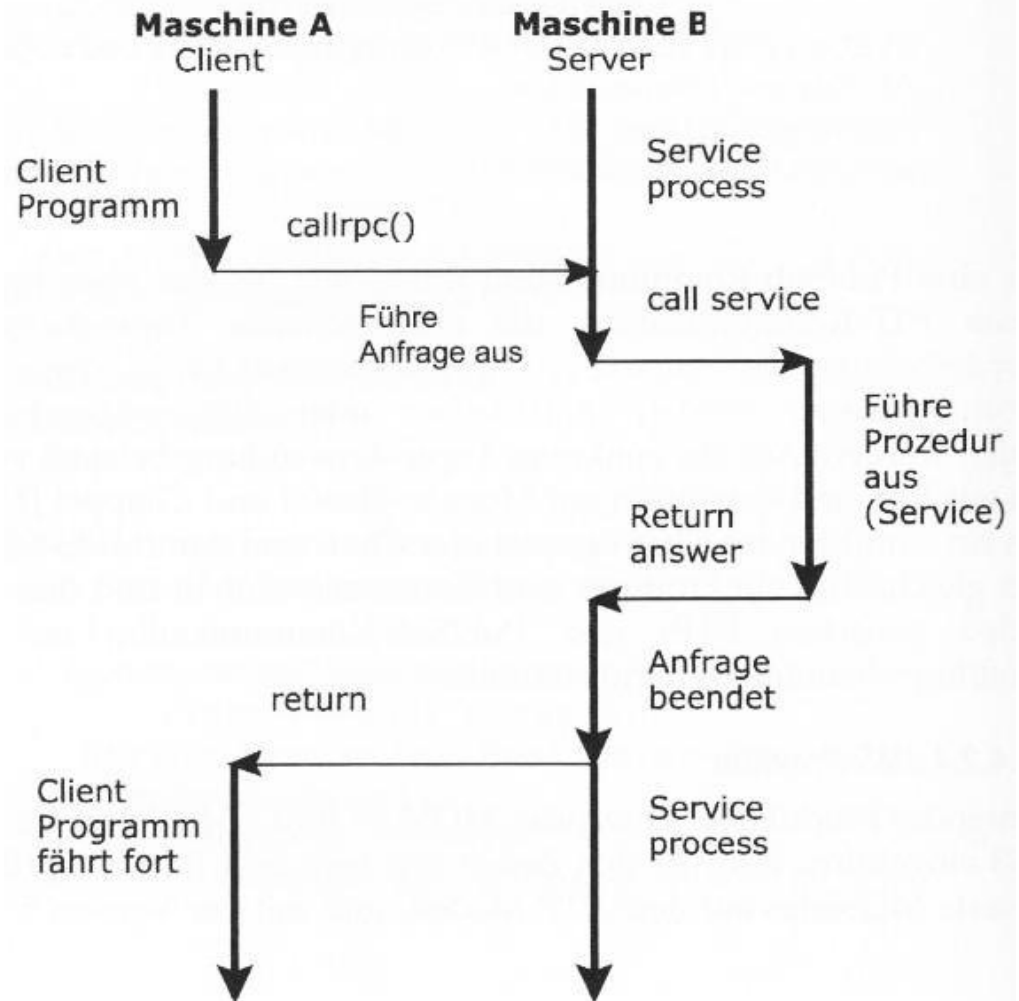 Maschine A
Client
Maschine B
Server
Client
Programm
Service
process
callrpc()
Führe
Anfrage aus
call service
Führe
Prozedur
aus
(Service)
Return
answer
Anfrage
beendet
return
Client
Programm
fährt fort
Service
process